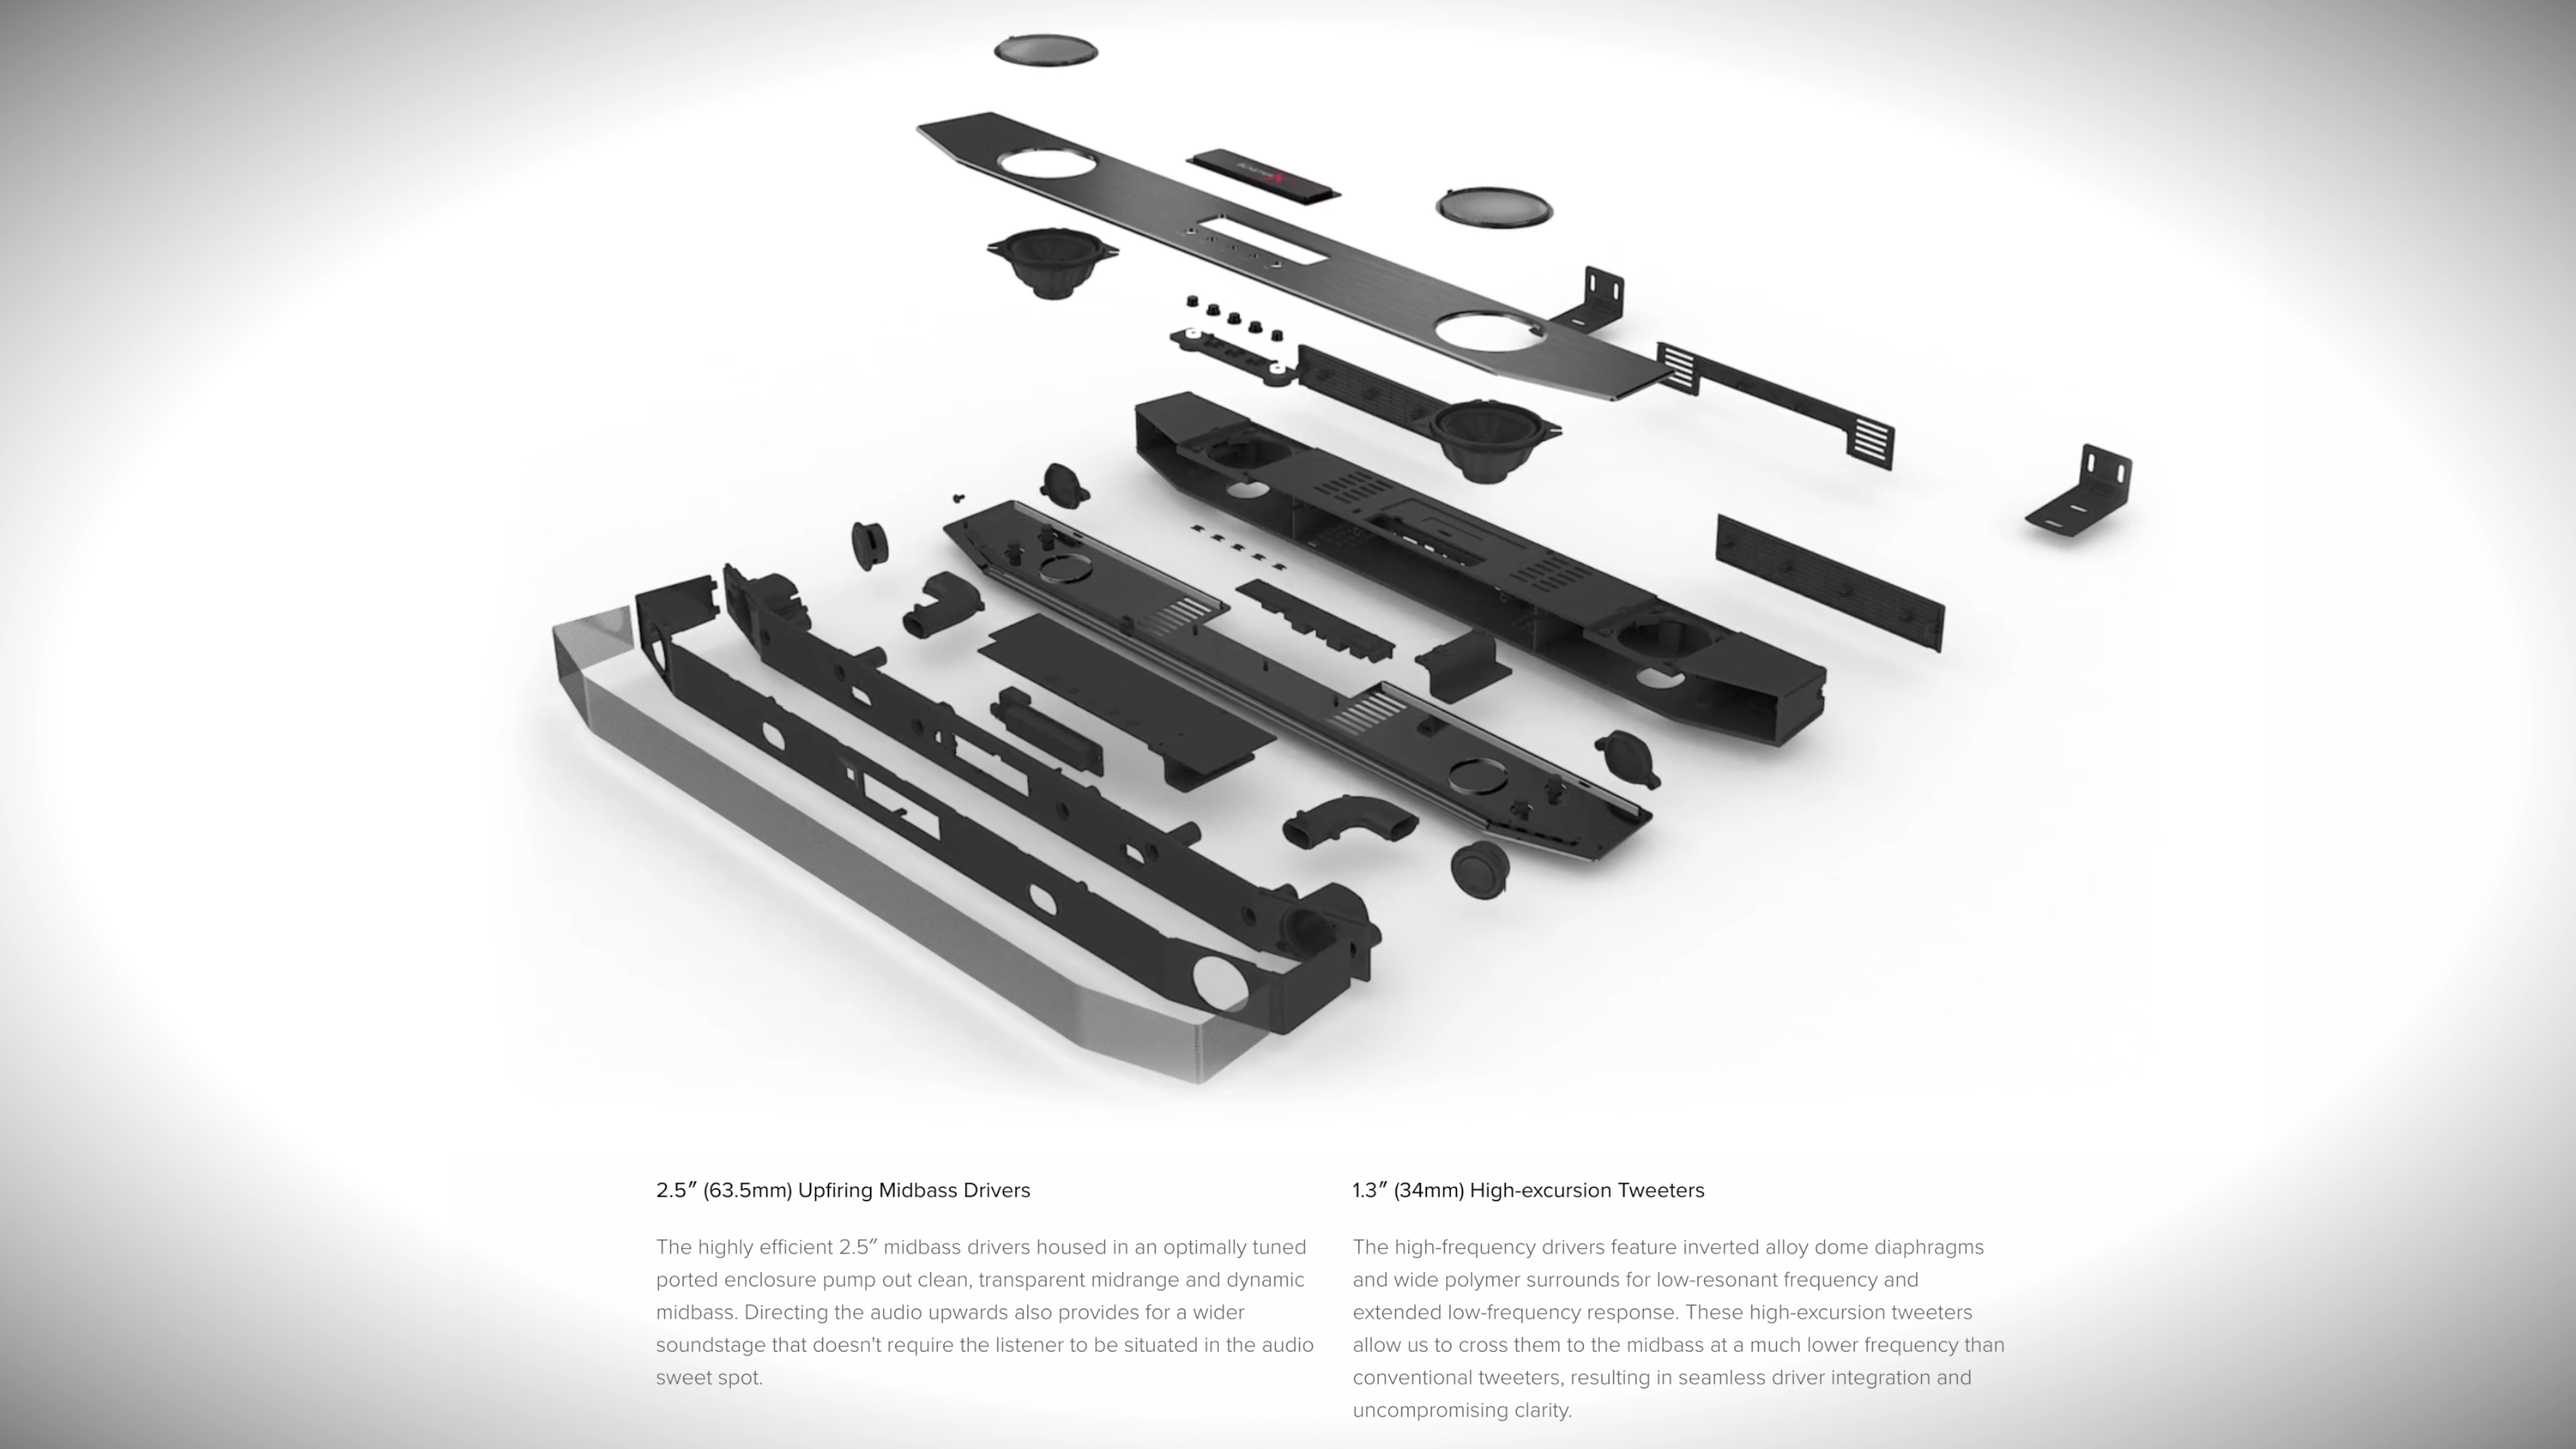 BLASTERX
2.5″ (63.5mm) Upfiring Midbass Drivers
The highly efficient 2.5″ midbass drivers housed in an optimally tuned
ported enclosure pump out clean, transparent midrange and dynamic
midbass. Directing the audio upwards also provides for a wider
soundstage that doesn't require the listener to be situated in the audio
sweet spot.
1.3″ (34mm) High-excursion Tweeters
The high-frequency drivers feature inverted alloy dome diaphragms
and wide polymer surrounds for low-resonant frequency and
extended low-frequency response. These high-excursion tweeters
allow us to cross them to the midbass at a much lower frequency than
conventional tweeters, resulting in seamless driver integration and
uncompromising clarity.